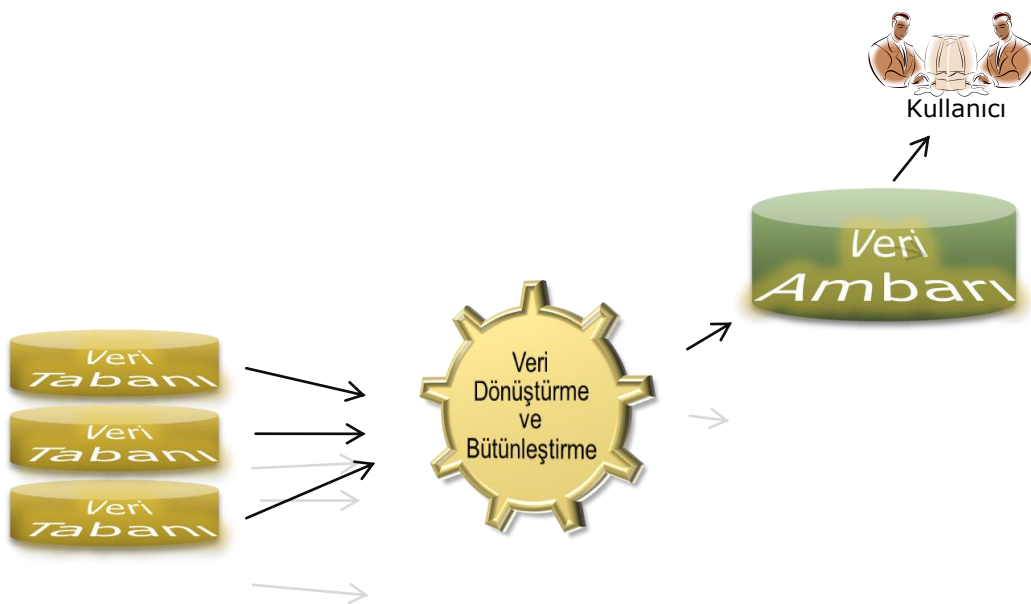 Kullanıcı
Veri
Ambarı
Veri
Tabanı
Veri
Tabanı
Veri
Tabanı
Veri
Dönüştürme
ve
Bütünleştirme